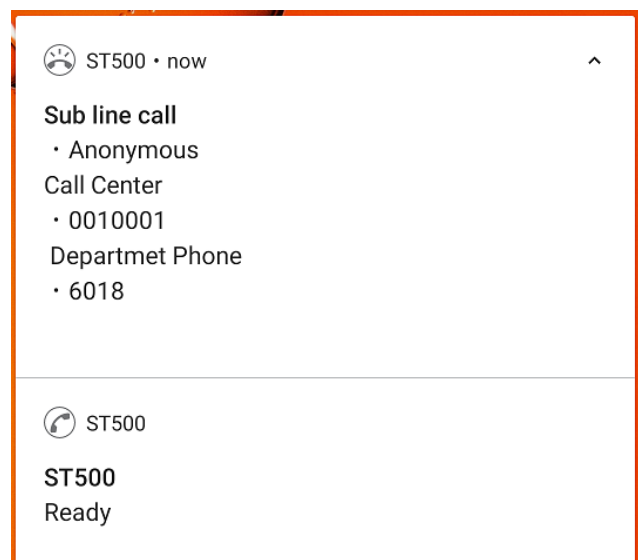 ST500 • now
Sub line call
・Anonymous
Call Center
・0010001
Departmet Phone
・6018
ST500
ST500
Ready